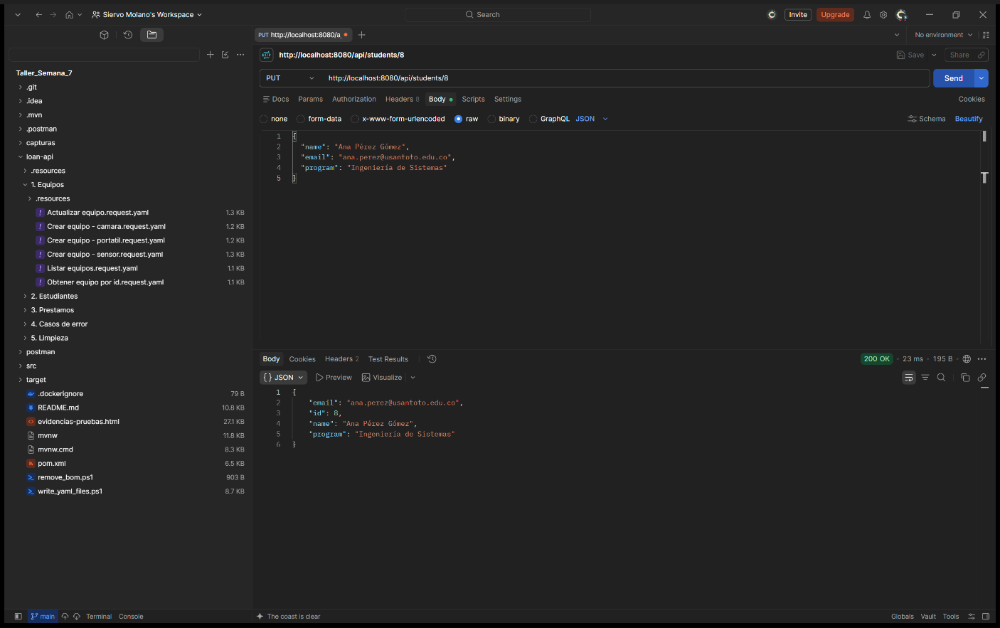 Siervo Molano's Workspace
Search
Invite
Upgrade
PUT http://localhost:8080/a
No environment
HTTP
http://localhost:8080/api/students/8
Save
Share
Taller_Semana_7
.git
.idea
.mvn
.postman
capturas
loan-api
.resources
1. Equipos
.resources
Actualizar equipo.request.yaml 1.3 KB
Crear equipo - camara.request.yaml 1.2 KB
Crear equipo - portatil.request.yaml 1.2 KB
Crear equipo - sensor.request.yaml 1.3 KB
Listar equipos.request.yaml 1.1 KB
Obtener equipo por id.request.yaml 1.1 KB
2. Estudiantes
3. Prestamos
4. Casos de error
5. Limpieza
postman
src
target
.dockerignore 79 B
README.md 10.8 KB
evidencias-pruebas.html 27.1 KB
mvnw 11.8 KB
mvnw.cmd 8.3 KB
pom.xml 6.5 KB
remove_bom.ps1 903 B
write_yaml_files.ps1 8.7 KB
PUT http://localhost:8080/api/students/8
Send
Docs Params Authorization Headers 8 Body Scripts Settings
Cookies
none form-data x-www-form-urlencoded raw binary GraphQL JSON
Schema Beautify
1 {
2 "name": "Ana Pérez Gómez",
3 "email": "ana.perez@usantoto.edu.co",
4 "program": "Ingeniería de Sistemas"
5 }
Body Cookies Headers 2 Test Results
200 OK 23 ms 195 B
{} JSON Preview Visualize
1 {
2 "email": "ana.perez@usantoto.edu.co",
3 "id": 8,
4 "name": "Ana Pérez Gómez",
5 "program": "Ingeniería de Sistemas"
6 }
main
Terminal
Console
The coast is clear
Globals Vault Tools